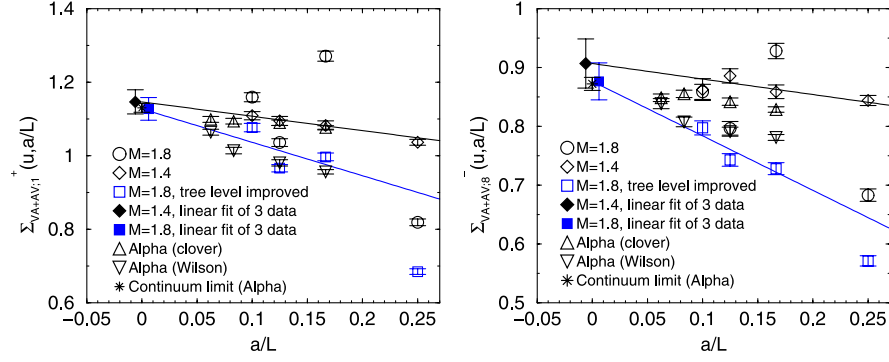 1.4
1.2
1
0.8
0.6
Σ_{VA+AV;1}^{+}(u,a/L)
M=1.8
M=1.4
M=1.8, tree level improved
M=1.4, linear fit of 3 data
M=1.8, linear fit of 3 data
Alpha (clover)
Alpha (Wilson)
Continuum limit (Alpha)
−0.05 0 0.05 0.1 0.15 0.2 0.25
a/L
1
0.9
0.8
0.7
0.6
0.5
Σ_{VA+AV;8}^{−}(u,a/L)
M=1.8
M=1.4
M=1.8, tree level improved
M=1.4, linear fit of 3 data
M=1.8, linear fit of 3 data
Alpha (clover)
Alpha (Wilson)
Continuum limit (Alpha)
−0.05 0 0.05 0.1 0.15 0.2 0.25
a/L